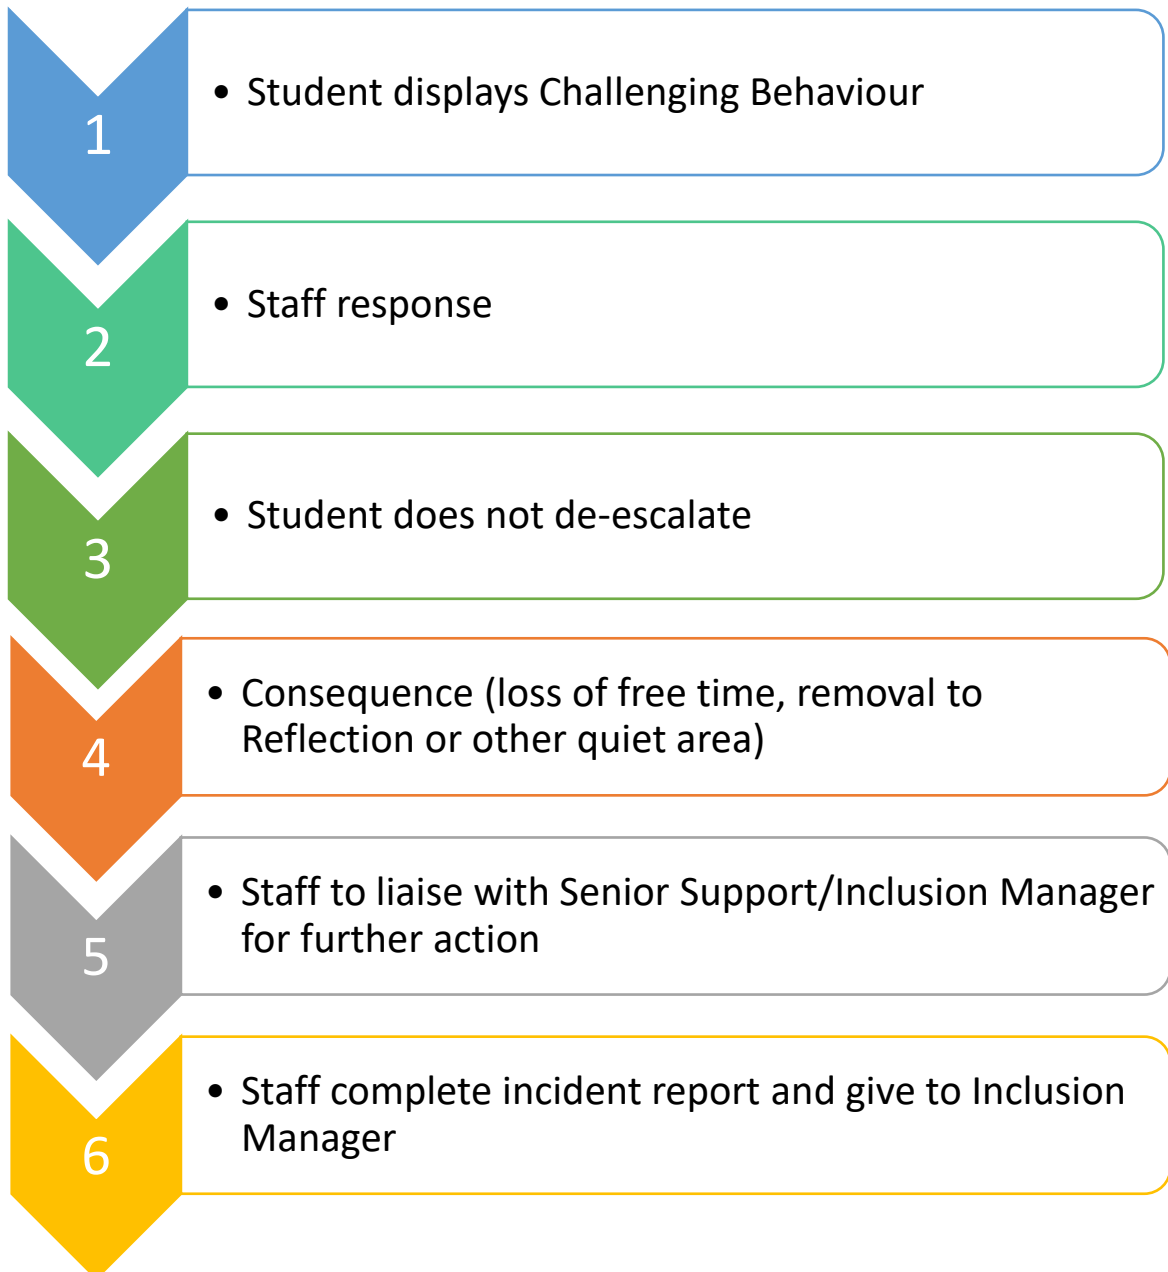 1
• Student displays Challenging Behaviour
2
• Staff response
3
• Student does not de-escalate
4
• Consequence (loss of free time, removal to
Reflection or other quiet area)
5
• Staff to liaise with Senior Support/Inclusion Manager
for further action
6
• Staff complete incident report and give to Inclusion
Manager